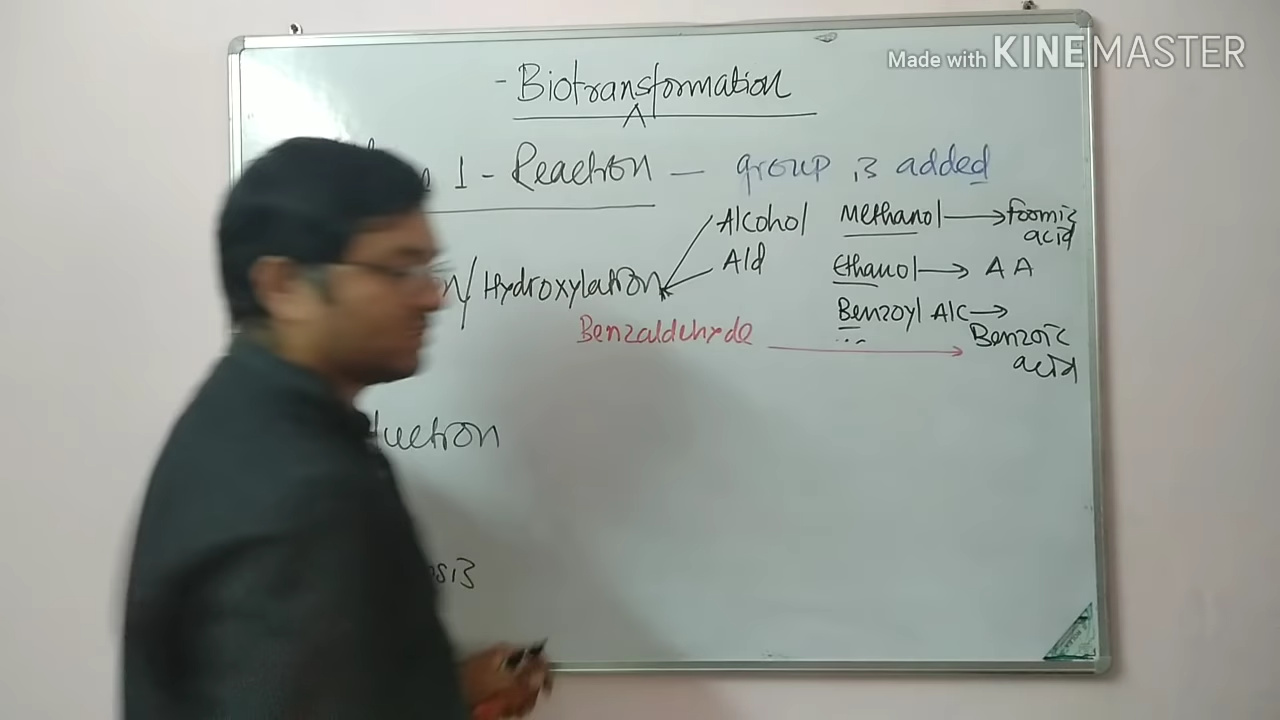 Made with KINEMASTER
- Biotransformation
1 - Reaction — group is added
Hydroxylation
Alcohol
Ald
Methanol → Formic
acid
Ethanol → A A
Benzoyl Alc →
Benzoic
acid
Benzaldehyde